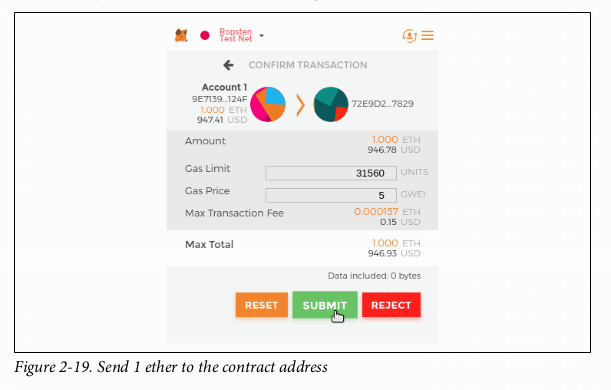 Ropsten
Test Net
CONFIRM TRANSACTION
Account 1
9E7139...124F
1.000 ETH
947.41 USD
72E9D2...7829
Amount 1.000 ETH
946.78 USD
Gas Limit 31560 UNITS
Gas Price 5 GWEI
Max Transaction Fee 0.000157 ETH
0.15 USD
Max Total 1.000 ETH
946.93 USD
Data included: 0 bytes
RESET SUBMIT REJECT
Figure 2-19. Send 1 ether to the contract address